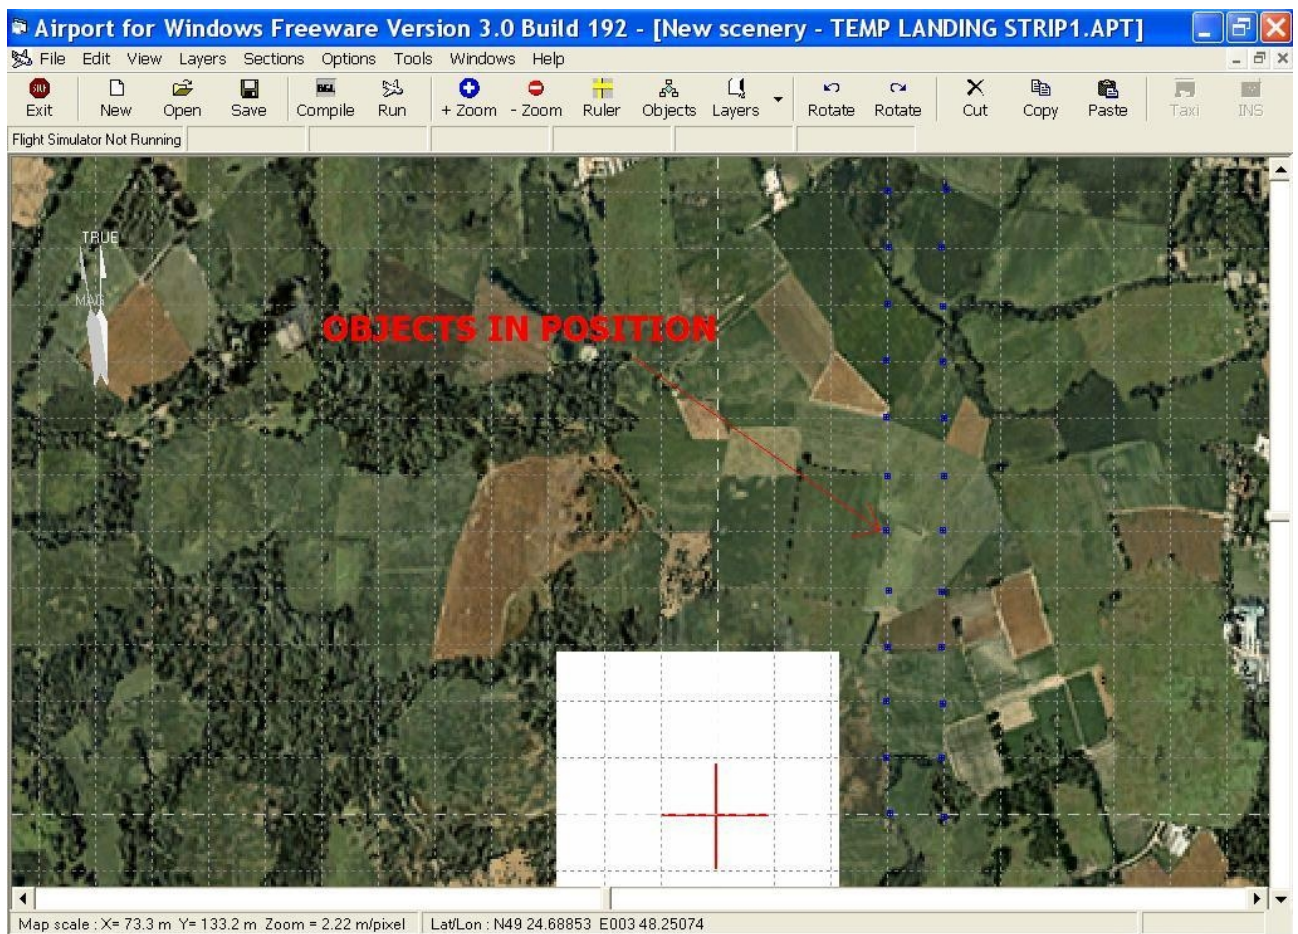 Airport for Windows Freeware Version 3.0 Build 192 - [New scenery - TEMP LANDING STRIP1.APT]
File Edit View Layers Sections Options Tools Windows Help
STOP BGL
Exit New Open Save Compile Run + Zoom - Zoom Ruler Objects Layers Rotate Rotate Cut Copy Paste Taxi INS
Flight Simulator Not Running
TRUE
MAG
OBJECTS IN POSITION
Map scale : X= 73.3 m Y= 133.2 m Zoom = 2.22 m/pixel Lat/Lon : N49 24.68853 E003 48.25074